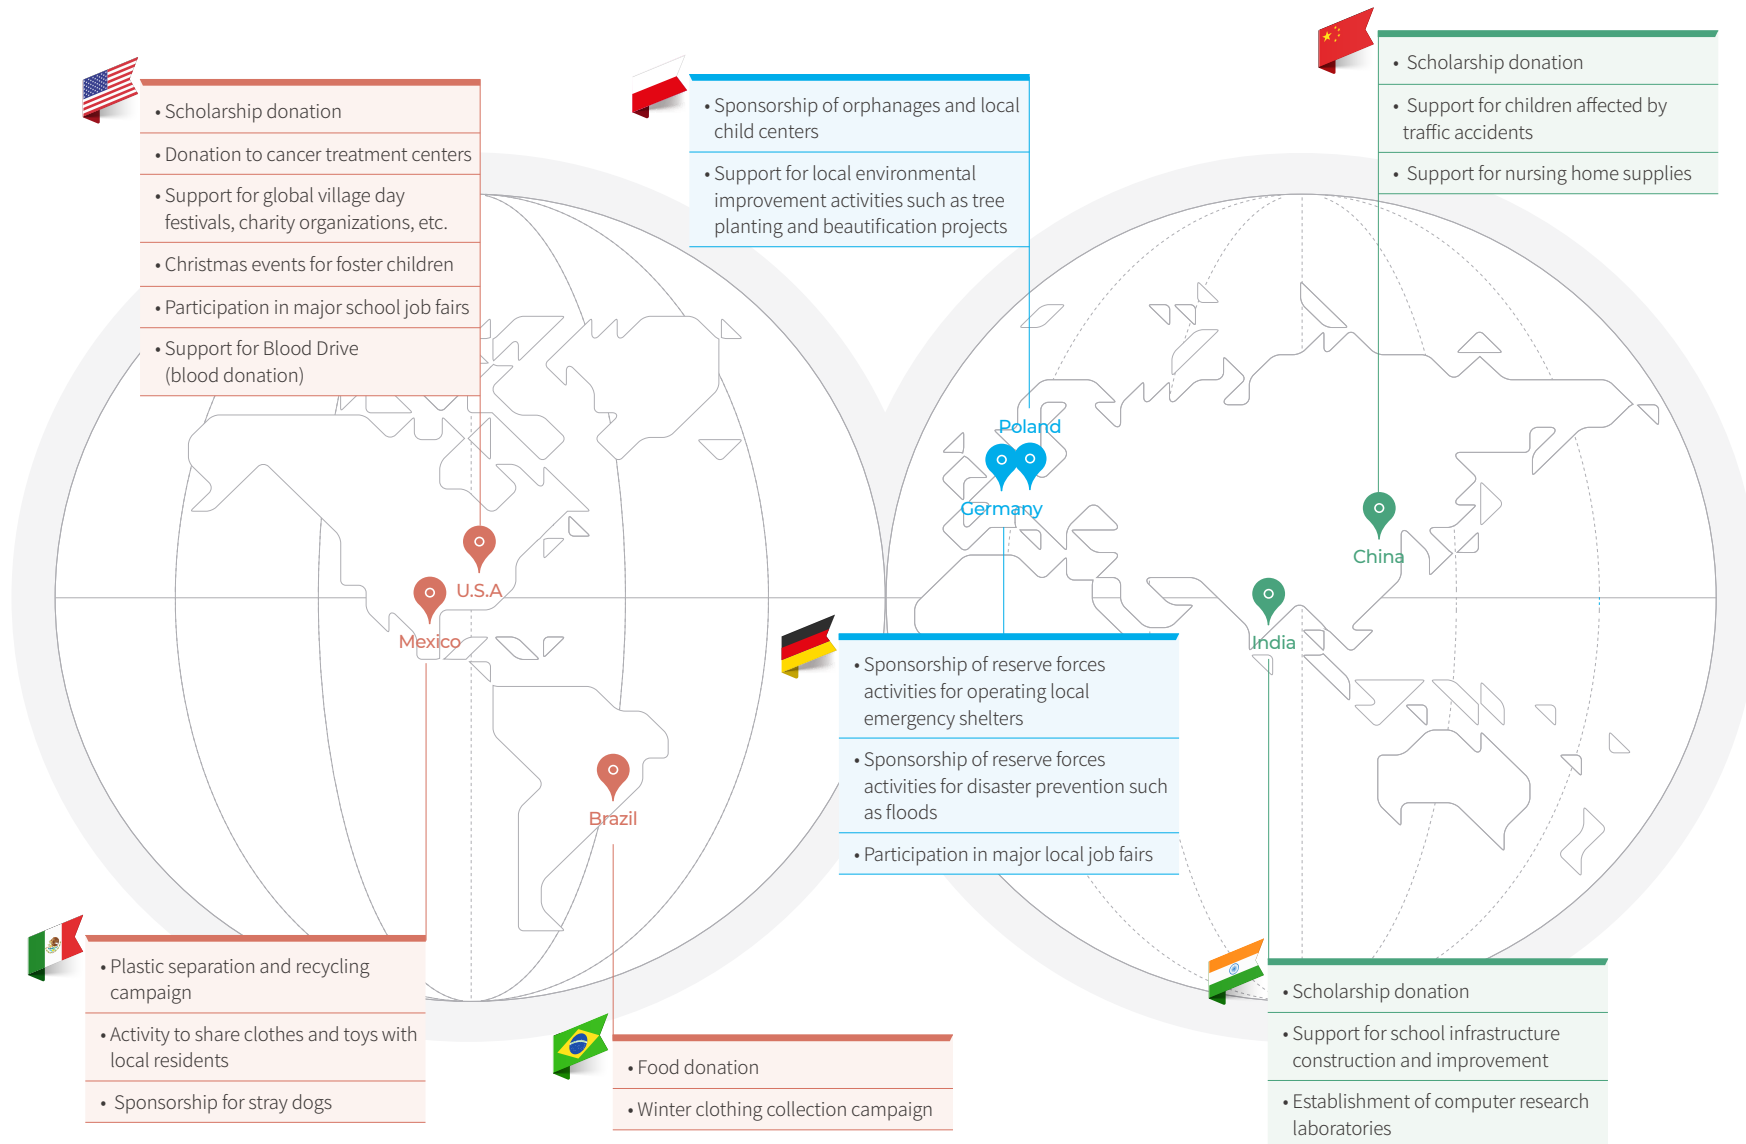 • Scholarship donation
• Donation to cancer treatment centers
• Support for global village day
festivals, charity organizations, etc.
• Christmas events for foster children
• Participation in major school job fairs
• Support for Blood Drive
(blood donation)
• Sponsorship of orphanages and local
child centers
• Support for local environmental
improvement activities such as tree
planting and beautification projects
• Scholarship donation
• Support for children affected by
traffic accidents
• Support for nursing home supplies
Poland
Germany
China
U.S.A
Mexico
India
Brazil
• Sponsorship of reserve forces
activities for operating local
emergency shelters
• Sponsorship of reserve forces
activities for disaster prevention such
as floods
• Participation in major local job fairs
• Plastic separation and recycling
campaign
• Activity to share clothes and toys with
local residents
• Sponsorship for stray dogs
• Food donation
• Winter clothing collection campaign
• Scholarship donation
• Support for school infrastructure
construction and improvement
• Establishment of computer research
laboratories